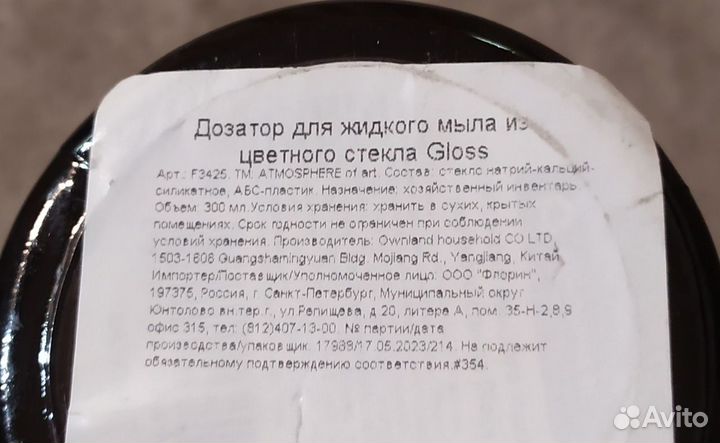 Дозатор для жидкого мыла из
цветного стекла Gloss
Арт.: F3425. TM. ATMOSPHERE of art. Состав: стекло натрий-кальций-
силикатное, АБС-пластик. Назначение: хозяйственный инвентарь.
Объем: 300 мл.Условия хранения: хранить в сухих, крытых
помещениях. Срок годности не ограничен при соблюдении
условий хранения. Производитель: Ownland household CO LTD,
1503-1606 Guangshamingyuan Bldg. Mojiang Rd., Yangjiang, Китай
Импортер/Поставщик/Уполномоченное лицо: ООО "Флорин",
197375, Россия, г. Санкт-Петербург, Муниципальный округ
Юнтолово вн.тер.г., ул.Репищева, д 20, литера А, пом. 35-Н-2,8,9
офис 315, тел: (812)407-13-00. № партии/дата
производства/упаковщик: 17989/17.05.2023/214. Не подлежит
обязательному подтверждению соответствия.#354.
Avito